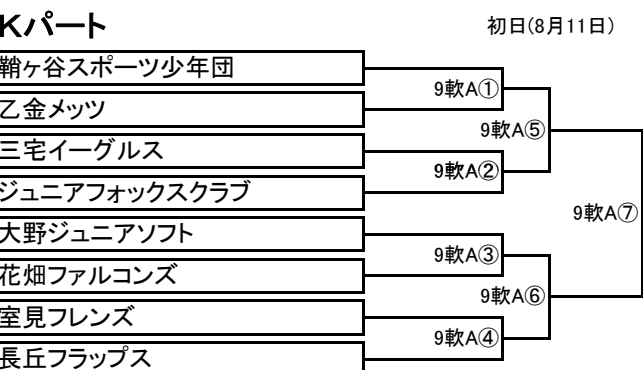 Kパート
初日(8月11日)
鞘ヶ谷スポーツ少年団
9軟A①
乙金メッツ
9軟A⑤
三宅イーグルス
9軟A②
ジュニアフォックスクラブ
9軟A⑦
大野ジュニアソフト
9軟A③
花畑ファルコンズ
9軟A⑥
室見フレンズ
9軟A④
長丘フラップス